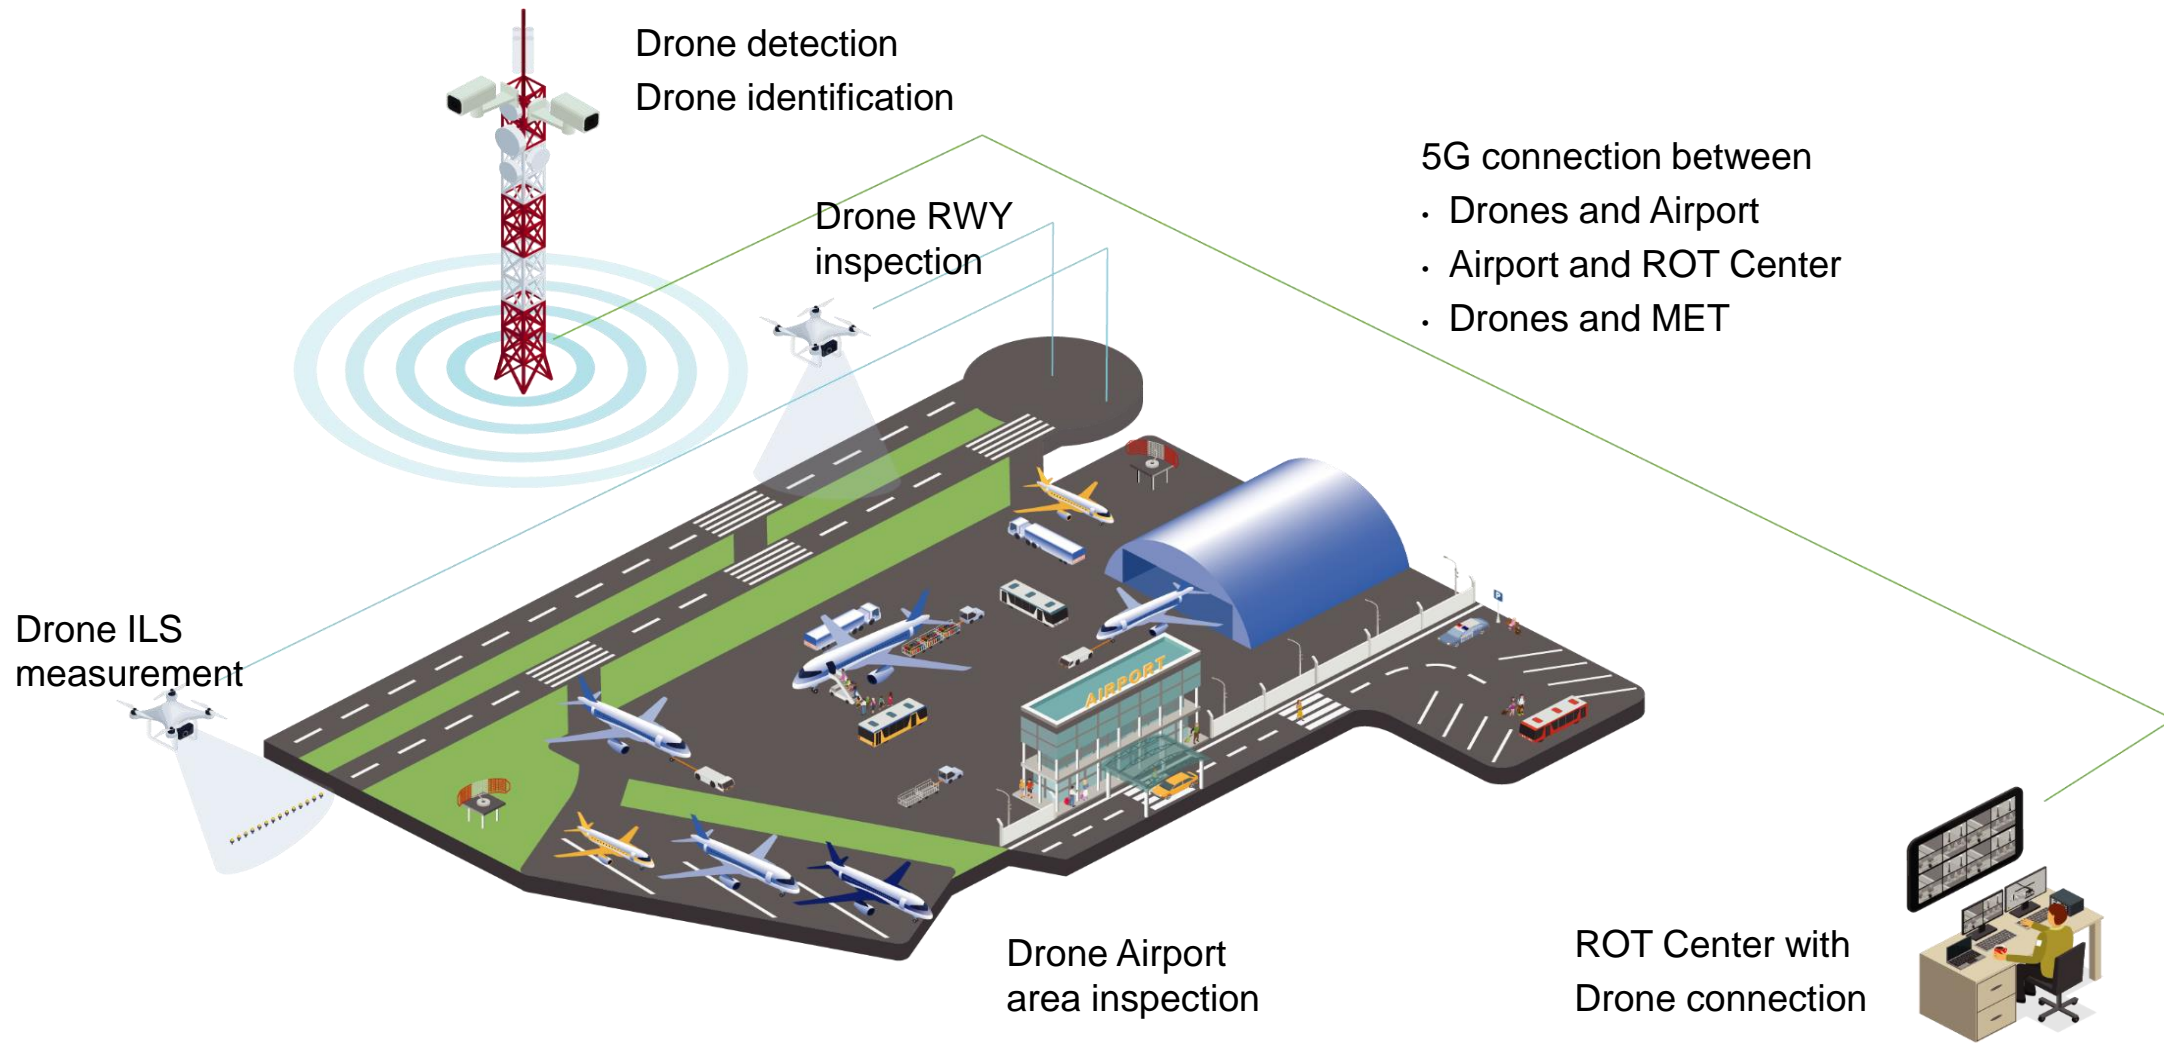 Drone detection
Drone identification
5G connection between
• Drones and Airport
• Airport and ROT Center
• Drones and MET
Drone RWY
inspection
Drone ILS
measurement
AIRPORT
P
Drone Airport
area inspection
ROT Center with
Drone connection